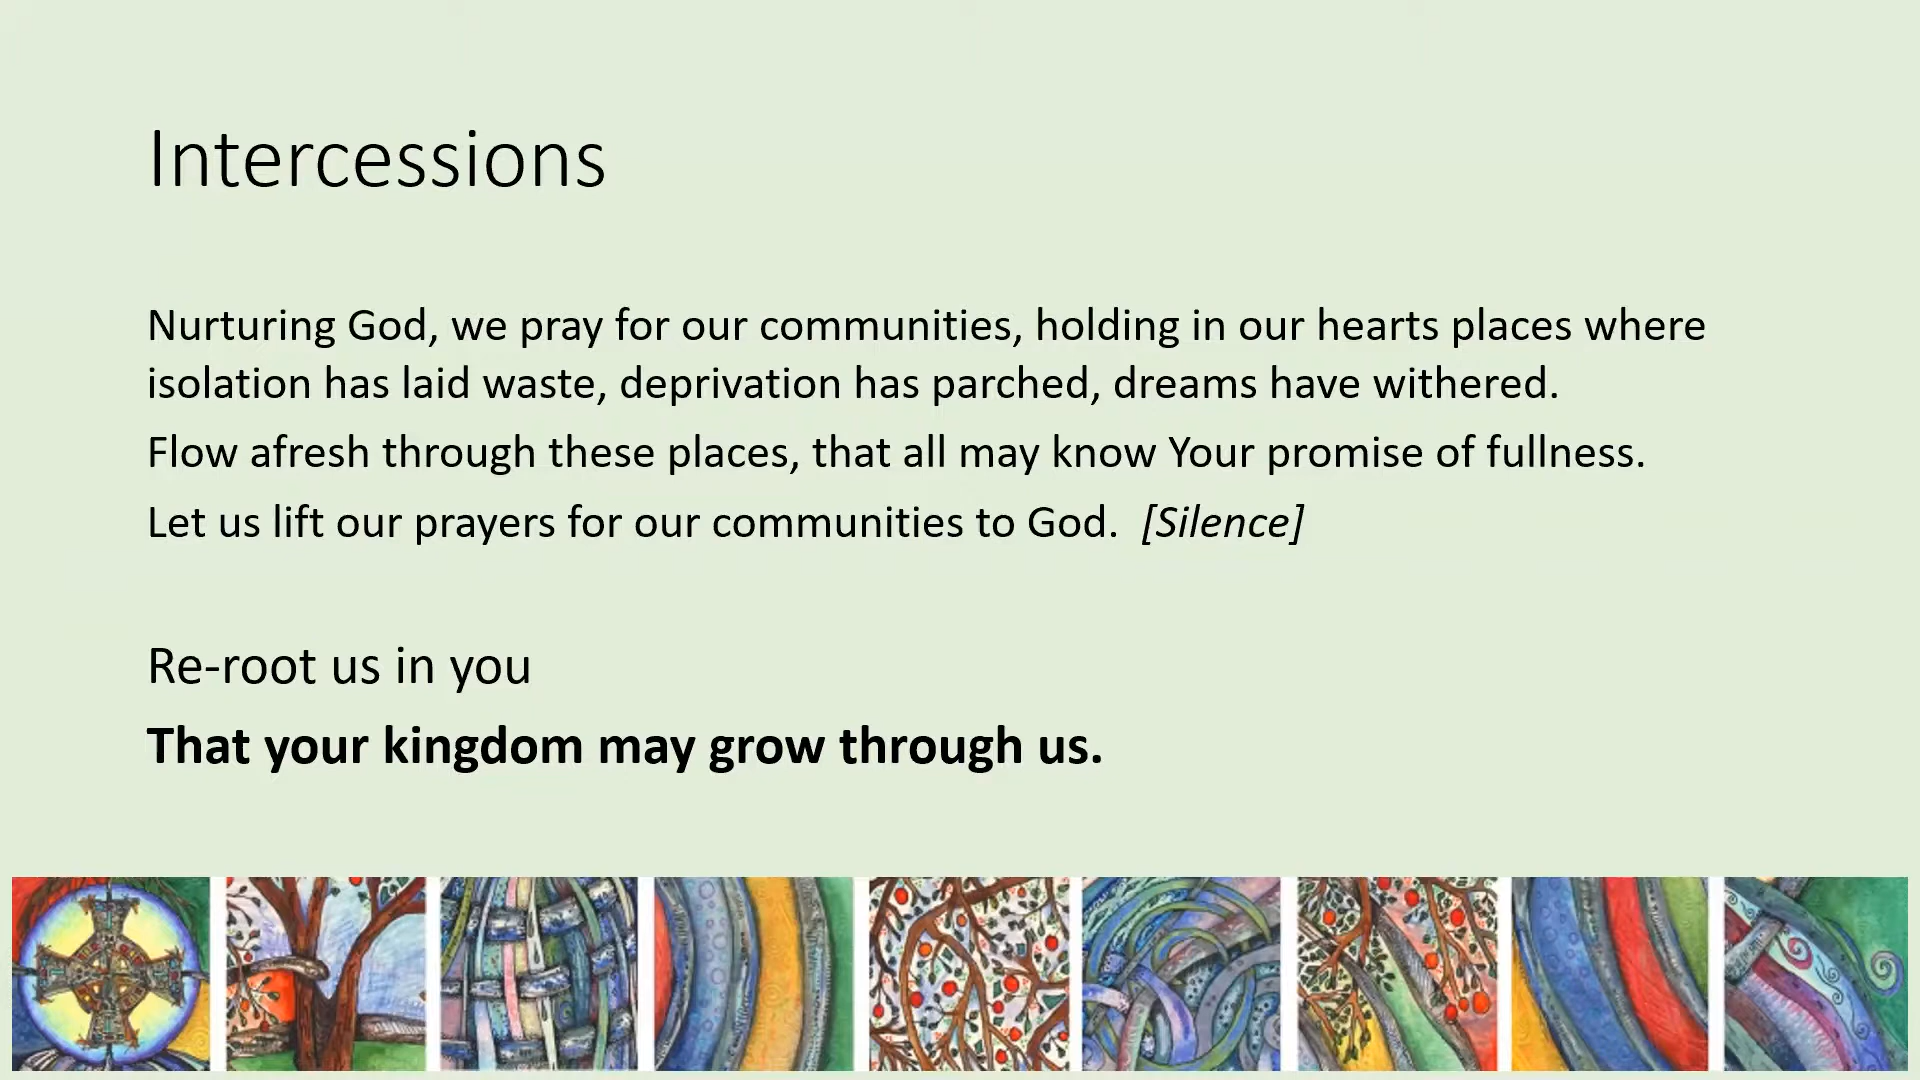 Intercessions
Nurturing God, we pray for our communities, holding in our hearts places where
isolation has laid waste, deprivation has parched, dreams have withered.
Flow afresh through these places, that all may know Your promise of fullness.
Let us lift our prayers for our communities to God.  [Silence]
Re-root us in you
That your kingdom may grow through us.